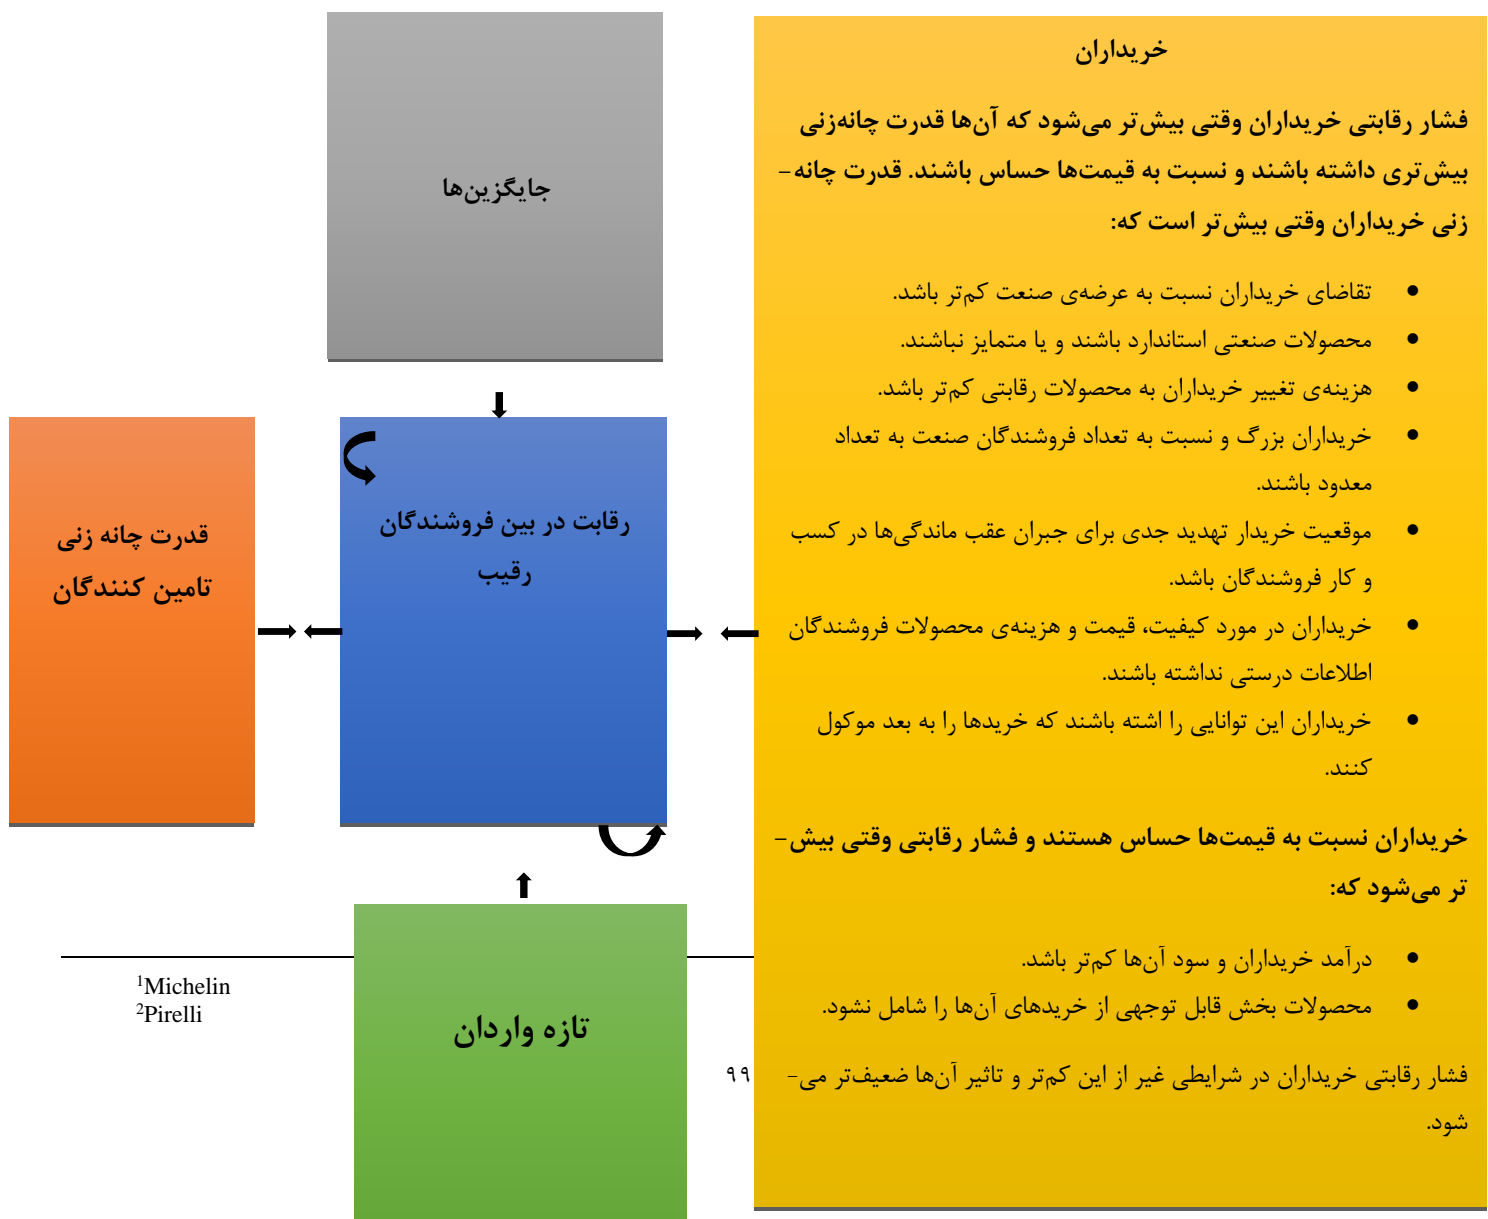 خریداران
فشار رقابتی خریداران وقتی بیش‌تر می‌شود که آن‌ها قدرت چانه‌زنی
بیش‌تری داشته باشند و نسبت به قیمت‌ها حساس باشند. قدرت چانه-
زنی خریداران وقتی بیش‌تر است که:
• تقاضای خریداران نسبت به عرضه‌ی صنعت کم‌تر باشد.
• محصولات صنعتی استاندارد باشند و یا متمایز نباشند.
• هزینه‌ی تغییر خریداران به محصولات رقابتی کم‌تر باشد.
• خریداران بزرگ و نسبت به تعداد فروشندگان صنعت به تعداد
معدود باشند.
• موقعیت خریدار تهدید جدی برای جبران عقب ماندگی‌ها در کسب
و کار فروشندگان باشد.
• خریداران در مورد کیفیت، قیمت و هزینه‌ی محصولات فروشندگان
اطلاعات درستی نداشته باشند.
• خریداران این توانایی را اشته باشند که خریدها را به بعد موکول
کنند.
خریداران نسبت به قیمت‌ها حساس هستند و فشار رقابتی وقتی بیش-
تر می‌شود که:
• درآمد خریداران و سود آن‌ها کم‌تر باشد.
• محصولات بخش قابل توجهی از خریدهای آن‌ها را شامل نشود.
فشار رقابتی خریداران در شرایطی غیر از این کم‌تر و تاثیر آن‌ها ضعیف‌تر می-
شود.
جایگزین‌ها
رقابت در بین فروشندگان
رقیب
قدرت چانه زنی
تامین کنندگان
تازه واردان
1Michelin
2Pirelli
۹۹